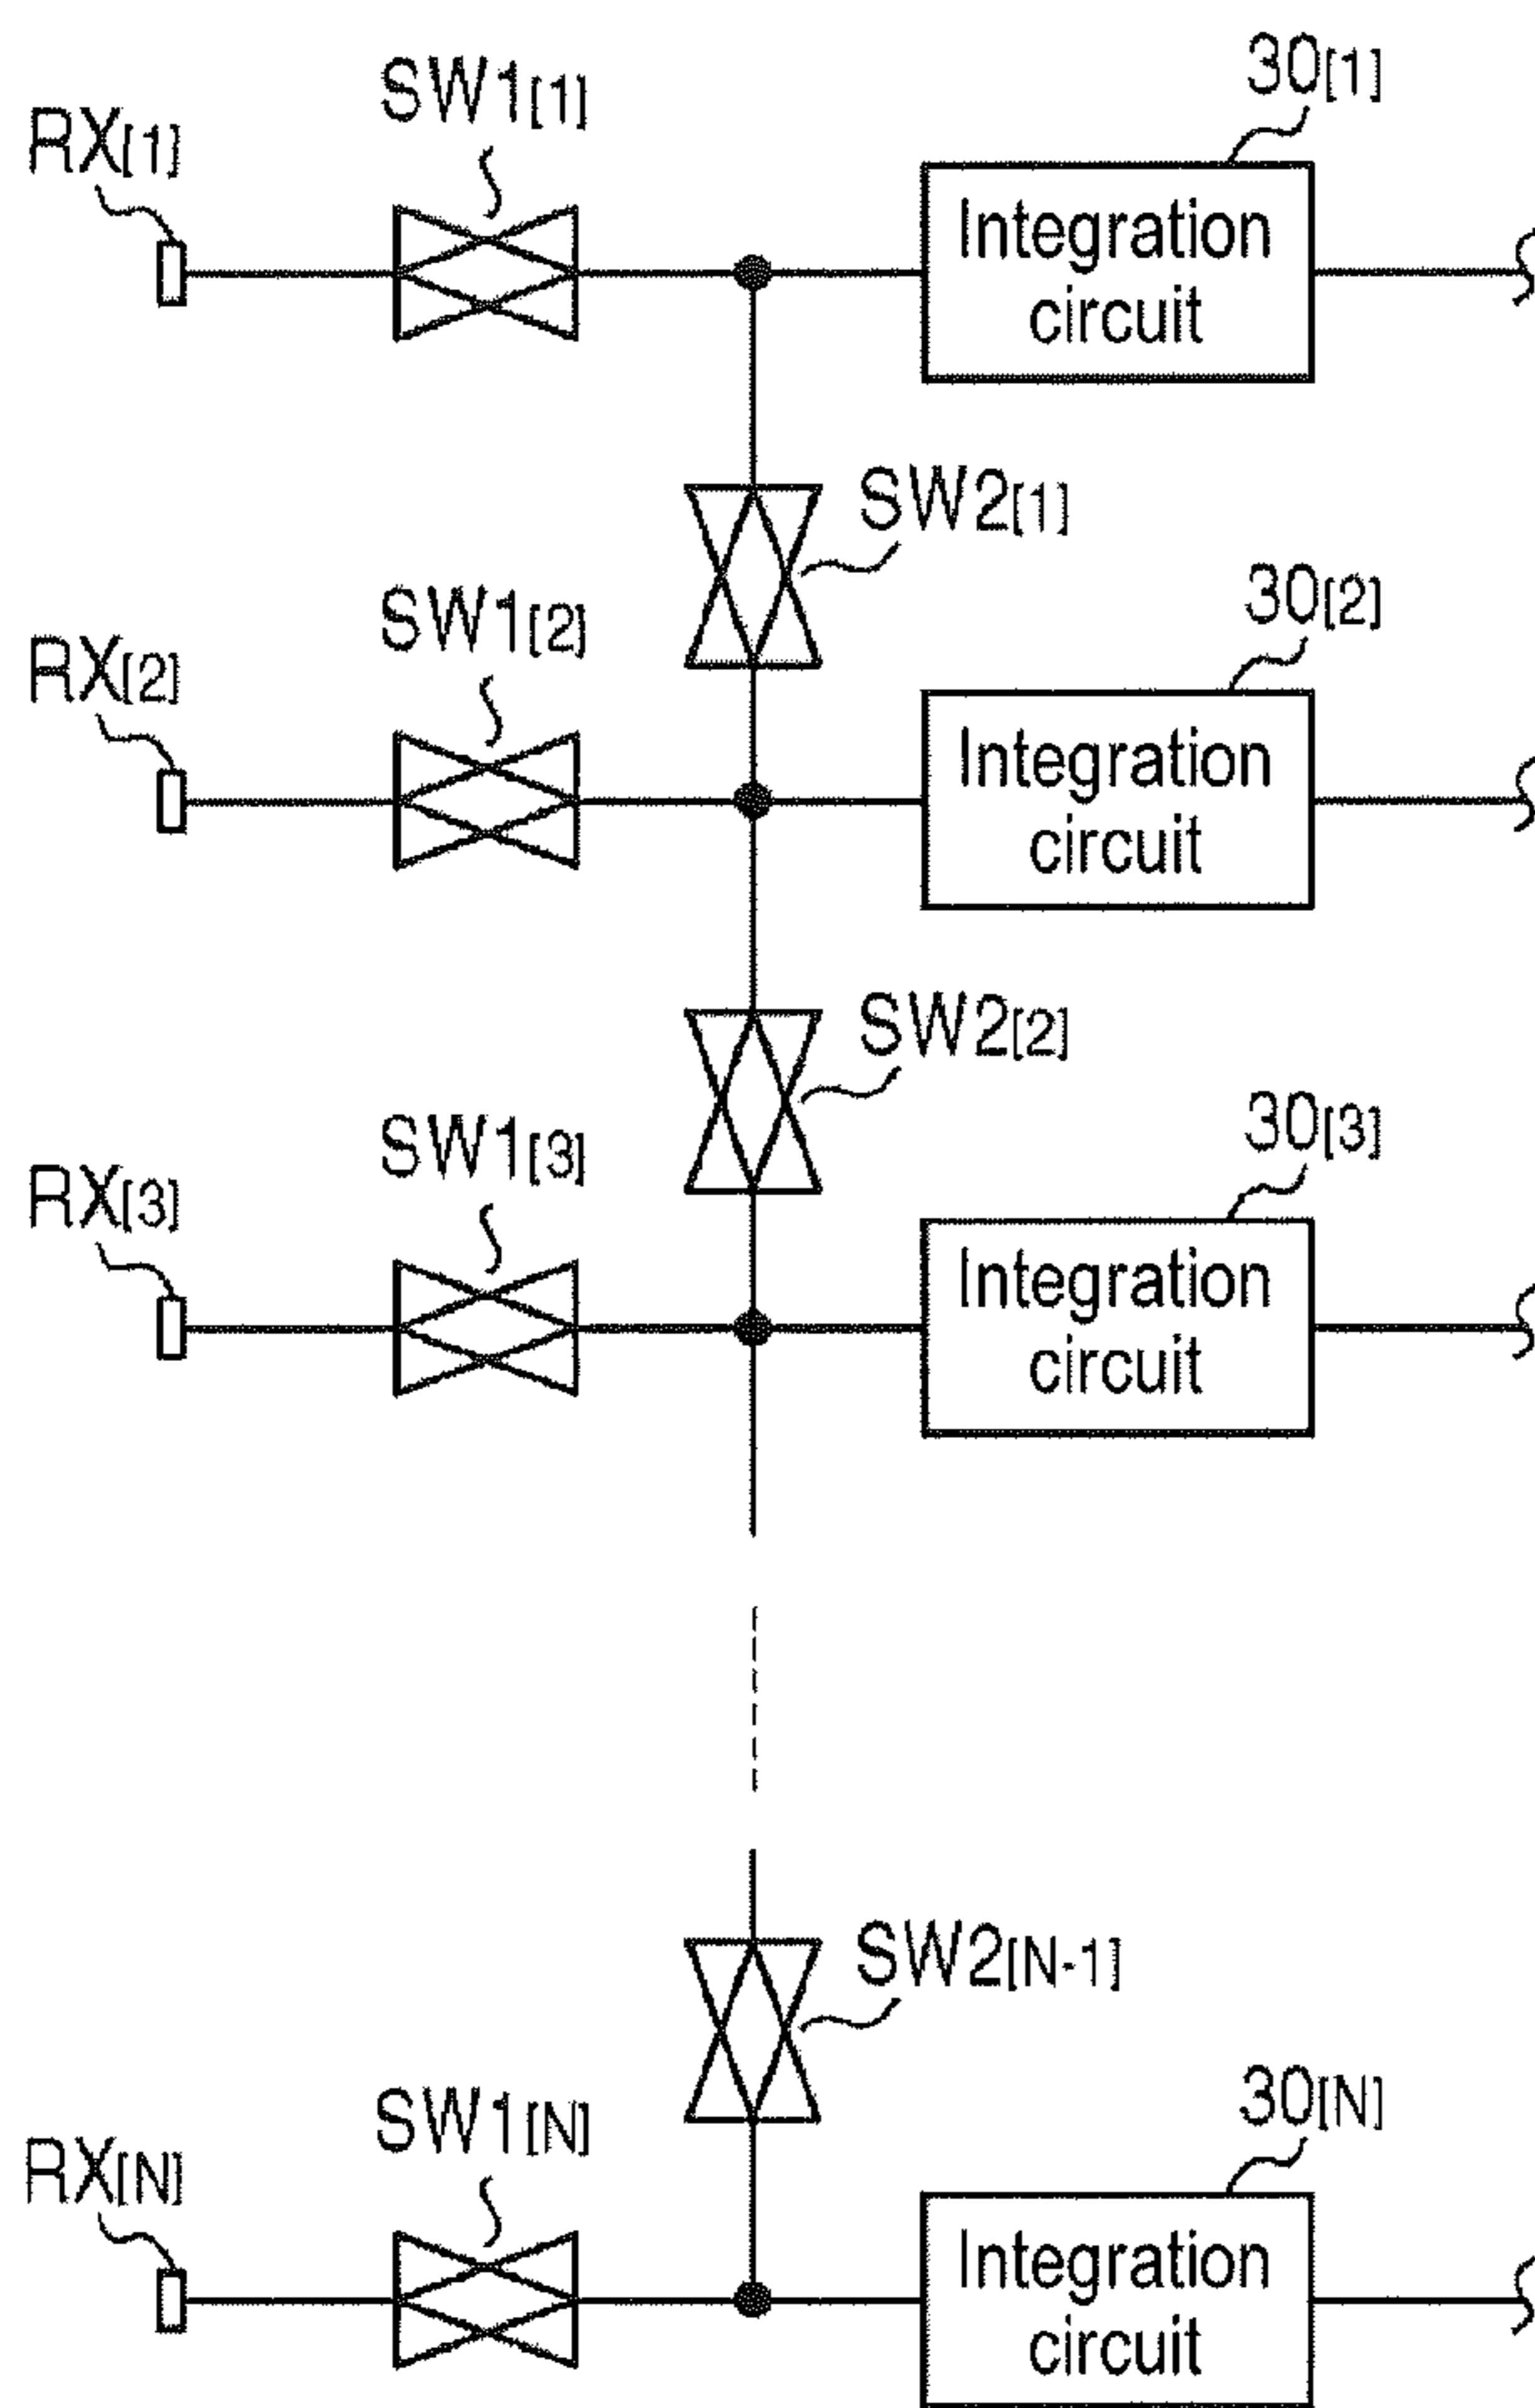 30[1]
SW1[1]
RX[1]
Integration
circuit
SW2[1]
30[2]
SW1[2]
RX[2]
Integration
circuit
SW2[2]
30[3]
SW1[3]
RX[3]
Integration
circuit
SW2[N-1]
30[N]
SW1[N]
RX[N]
Integration
circuit